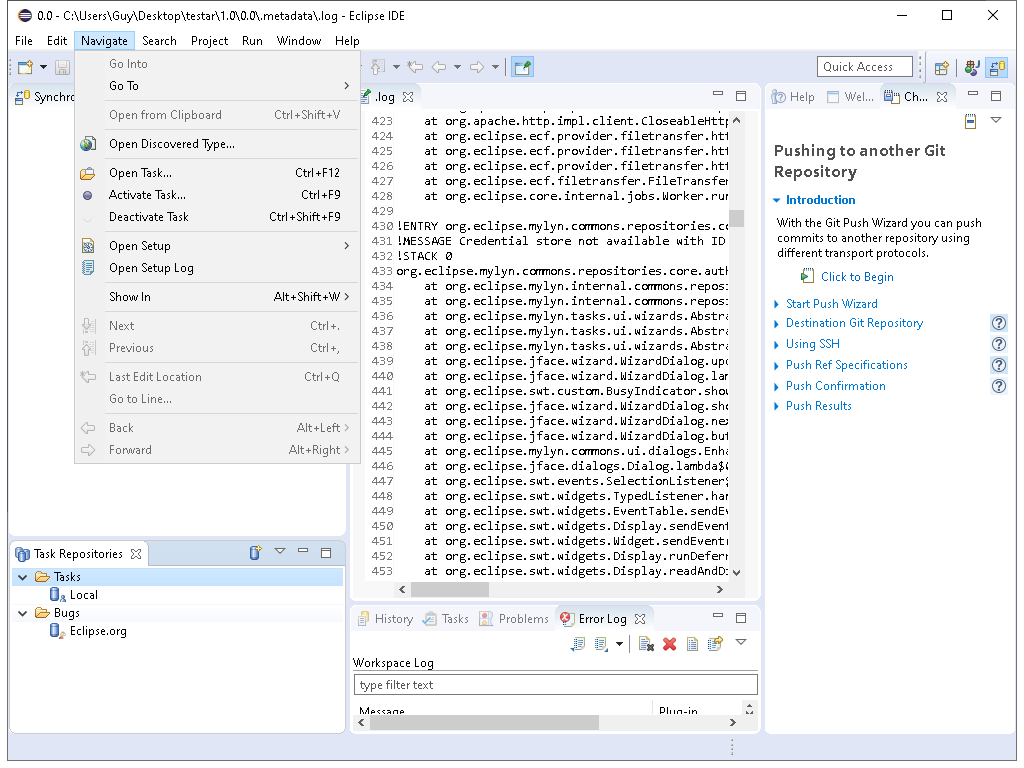 0.0 - C:\Users\Guy\Desktop\testar\1.0\0.0\.metadata\.log - Eclipse IDE
File Edit Navigate Search Project Run Window Help
Quick Access
Synchro
Go Into
Go To
Open from Clipboard Ctrl+Shift+V
Open Discovered Type...
Open Task... Ctrl+F12
Activate Task... Ctrl+F9
Deactivate Task Ctrl+Shift+F9
Open Setup
Open Setup Log
Show In Alt+Shift+W
Next Ctrl+.
Previous Ctrl+,
Last Edit Location Ctrl+Q
Go to Line...
Back Alt+Left
Forward Alt+Right
.log
423 at org.apache.http.impl.client.CloseableHttp
424 at org.eclipse.ecf.provider.filetransfer.htt
425 at org.eclipse.ecf.provider.filetransfer.htt
426 at org.eclipse.ecf.provider.filetransfer.htt
427 at org.eclipse.ecf.filetransfer.FileTransfer
428 at org.eclipse.core.internal.jobs.Worker.run
429
430 !ENTRY org.eclipse.mylyn.commons.repositories.co
431 !MESSAGE Credential store not available with ID
432 !STACK 0
433 org.eclipse.mylyn.commons.repositories.core.auth
434 at org.eclipse.mylyn.internal.commons.repos
435 at org.eclipse.mylyn.internal.commons.repos
436 at org.eclipse.mylyn.tasks.ui.wizards.Abstra
437 at org.eclipse.mylyn.tasks.ui.wizards.Abstra
438 at org.eclipse.mylyn.tasks.ui.wizards.Abstra
439 at org.eclipse.jface.wizard.WizardDialog.upd
440 at org.eclipse.jface.wizard.WizardDialog.lam
441 at org.eclipse.swt.custom.BusyIndicator.show
442 at org.eclipse.jface.wizard.WizardDialog.sho
443 at org.eclipse.jface.wizard.WizardDialog.nex
444 at org.eclipse.jface.wizard.WizardDialog.but
445 at org.eclipse.mylyn.commons.ui.dialogs.Enha
446 at org.eclipse.jface.dialogs.Dialog.lambda$0
447 at org.eclipse.swt.events.SelectionListener$
448 at org.eclipse.swt.widgets.TypedListener.han
449 at org.eclipse.swt.widgets.EventTable.sendEv
450 at org.eclipse.swt.widgets.Display.sendEvent
451 at org.eclipse.swt.widgets.Widget.sendEvent
452 at org.eclipse.swt.widgets.Display.runDeferr
453 at org.eclipse.swt.widgets.Display.readAndDi
Help Wel... Ch...
Pushing to another Git
Repository
Introduction
With the Git Push Wizard you can push
commits to another repository using
different transport protocols.
Click to Begin
Start Push Wizard
Destination Git Repository
Using SSH
Push Ref Specifications
Push Confirmation
Push Results
Task Repositories
Tasks
Local
Bugs
Eclipse.org
History Tasks Problems Error Log
Workspace Log
type filter text
Message Plug-in